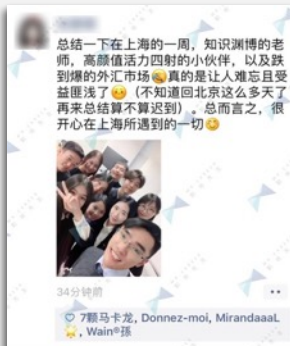 总结一下在上海的一周，知识渊博的老
师，高颜值活力四射的小伙伴，以及跌
到爆的外汇市场😂真的是让人难忘且受
益匪浅了😊（不知道回北京这么多天了
再来总结算不算迟到）。总而言之，很
开心在上海所遇到的一切😊
34分钟前
7颗马卡龙, Donnez-moi, MirandaaaL
🌟, Wain®孫